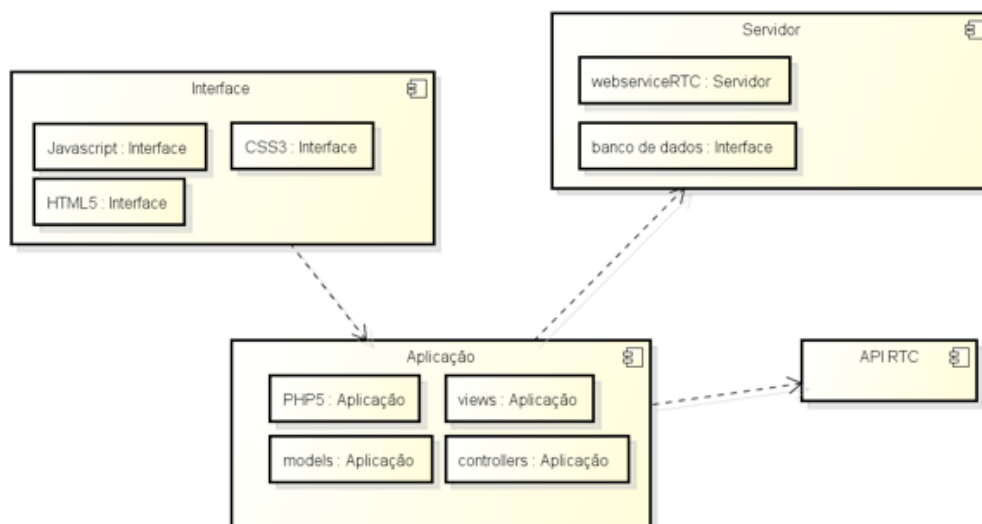 Interface
Javascript : Interface
CSS3 : Interface
HTML5 : Interface
Servidor
webserviceRTC : Servidor
banco de dados : Interface
Aplicação
PHP5 : Aplicação
views : Aplicação
models : Aplicação
controllers : Aplicação
API RTC